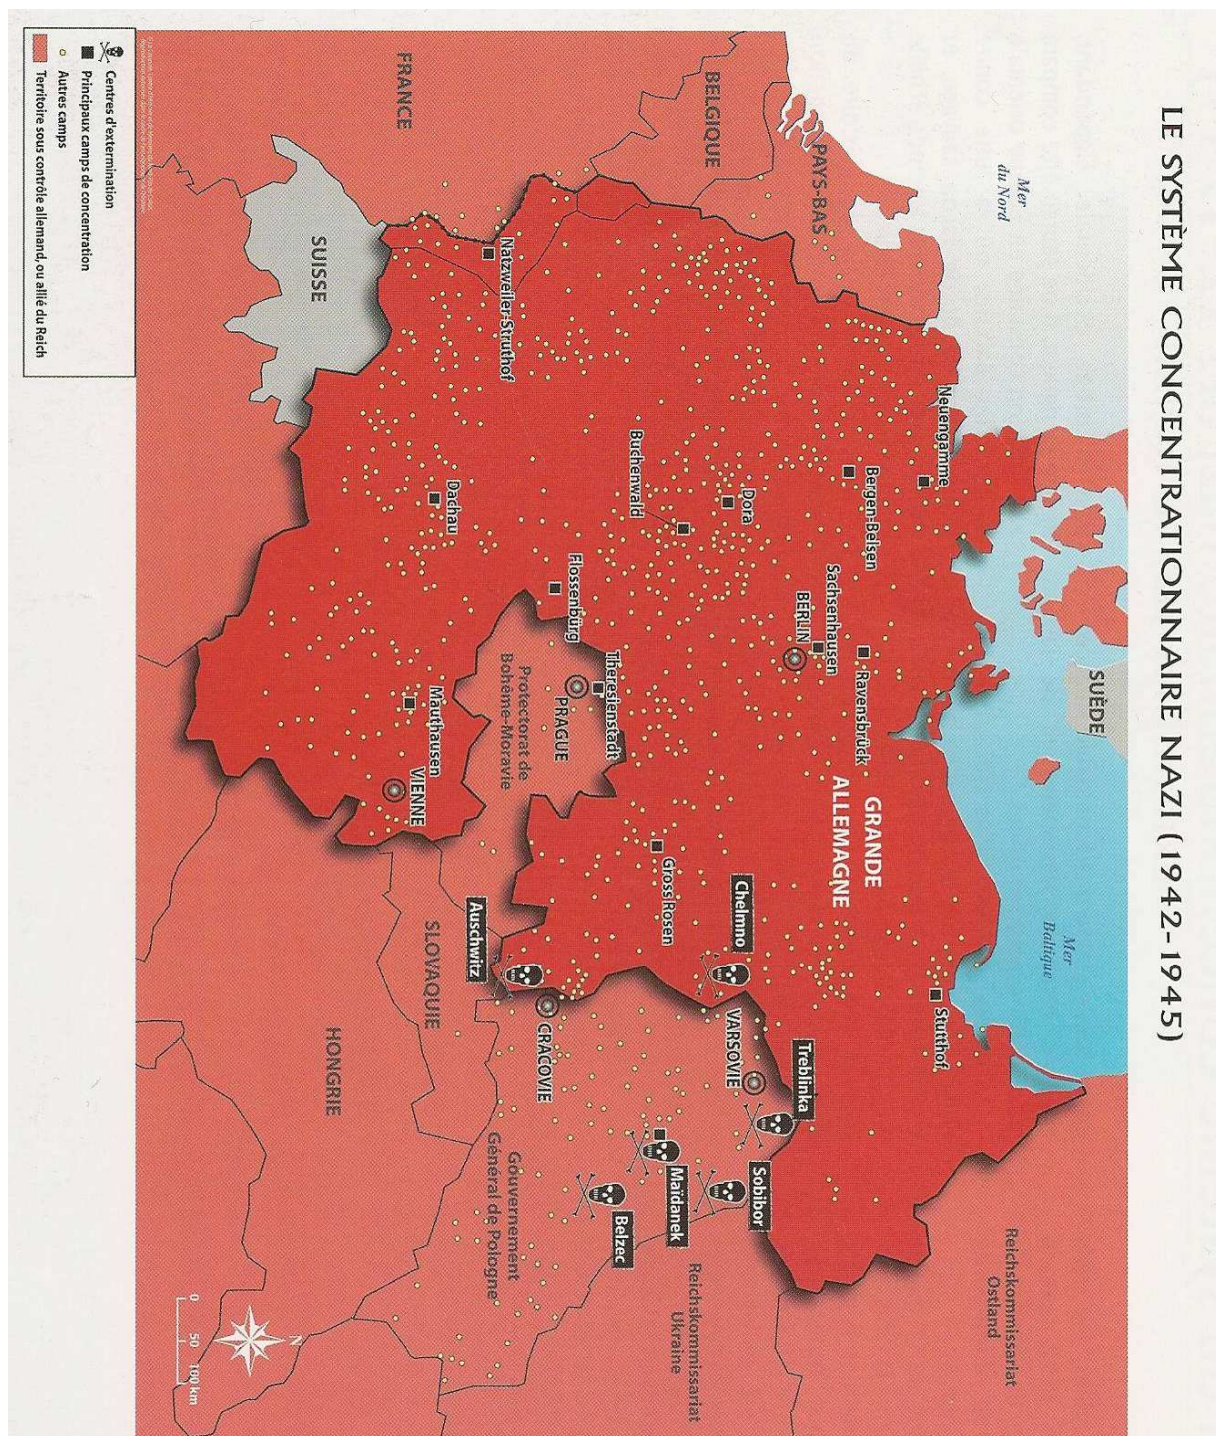 LE SYSTÈME CONCENTRATIONNAIRE NAZI (1942-1945)
Mer
du Nord
SUÈDE
Mer
Baltique
PAYS-BAS
BELGIQUE
FRANCE
SUISSE
Neuengamme
Bergen-Belsen
Ravensbrück
Sachsenhausen
BERLIN
GRANDE
ALLEMAGNE
Stutthof
Dora
Buchenwald
Chelmno
VARSOVIE
Treblinka
Sobibor
Reichskommissariat
Ostland
Natzweiler-Struthof
Flossenbürg
Theresienstadt
PRAGUE
Protectorat de
Bohême-Moravie
Gross Rosen
Maïdanek
Belzec
Reichskommissariat
Ukraine
Dachau
Mauthausen
VIENNE
Auschwitz
CRACOVIE
SLOVAQUIE
HONGRIE
Gouvernement
Général de Pologne
N
0 50 100 km
Centres d'extermination
Principaux camps de concentration
Autres camps
Territoire sous contrôle allemand, ou allié du Reich